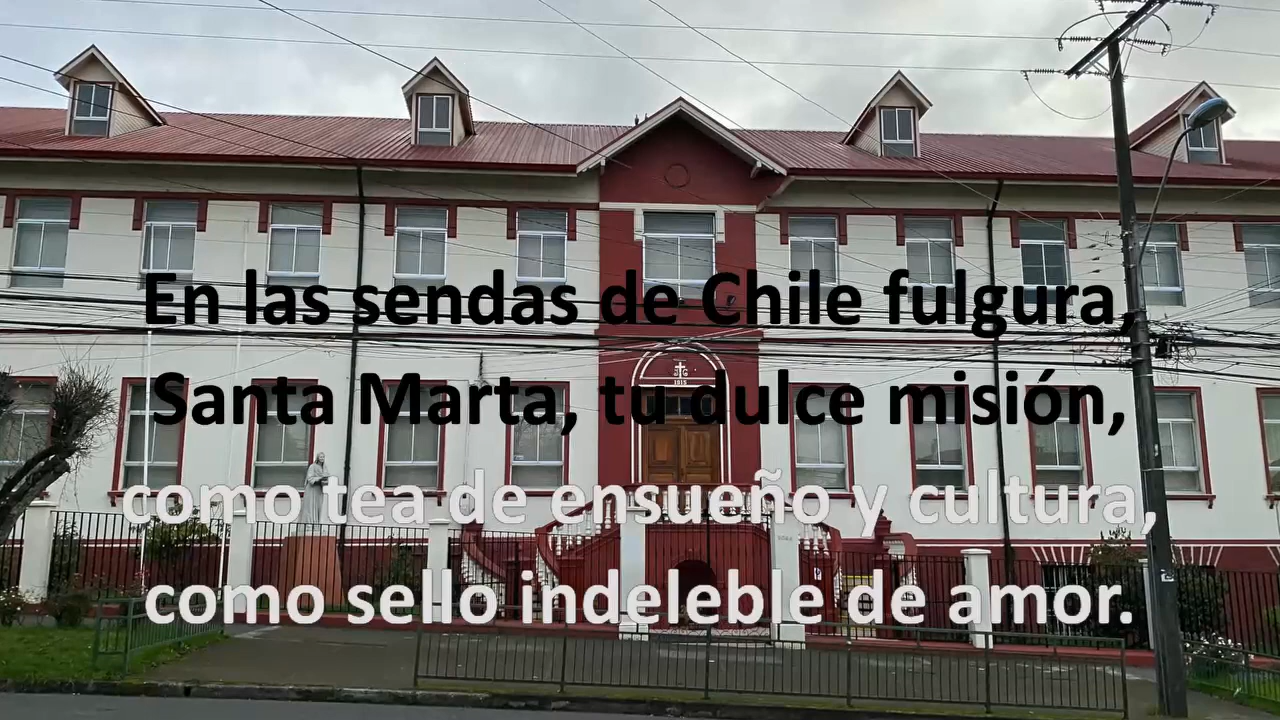 En las sendas de Chile fulgura,
Santa Marta, tu dulce misión,
como tea de ensueño y cultura,
como sello indeleble de amor.
1915